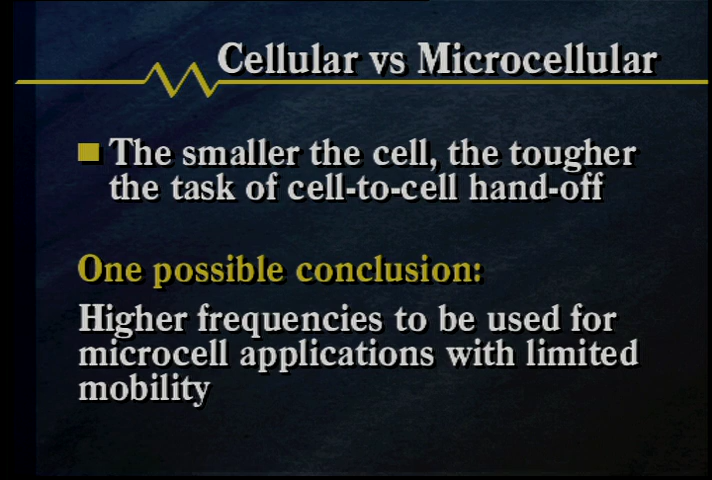 Cellular vs Microcellular
The smaller the cell, the tougher
the task of cell-to-cell hand-off
One possible conclusion:
Higher frequencies to be used for
microcell applications with limited
mobility